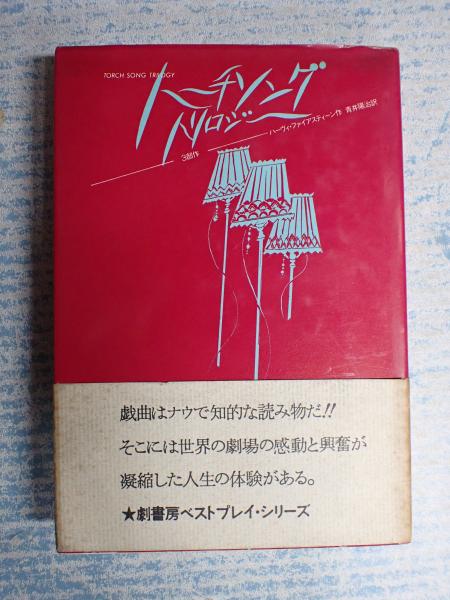 TORCH SONG TRILOGY
トーチソング
トリロジー
ハーヴィ・ファイアスティーン作 青井陽治訳
3部作
戯曲はナウで知的な読み物だ!!
そこには世界の劇場の感動と興奮が
凝縮した人生の体験がある。
★劇書房ベストプレイ・シリーズ